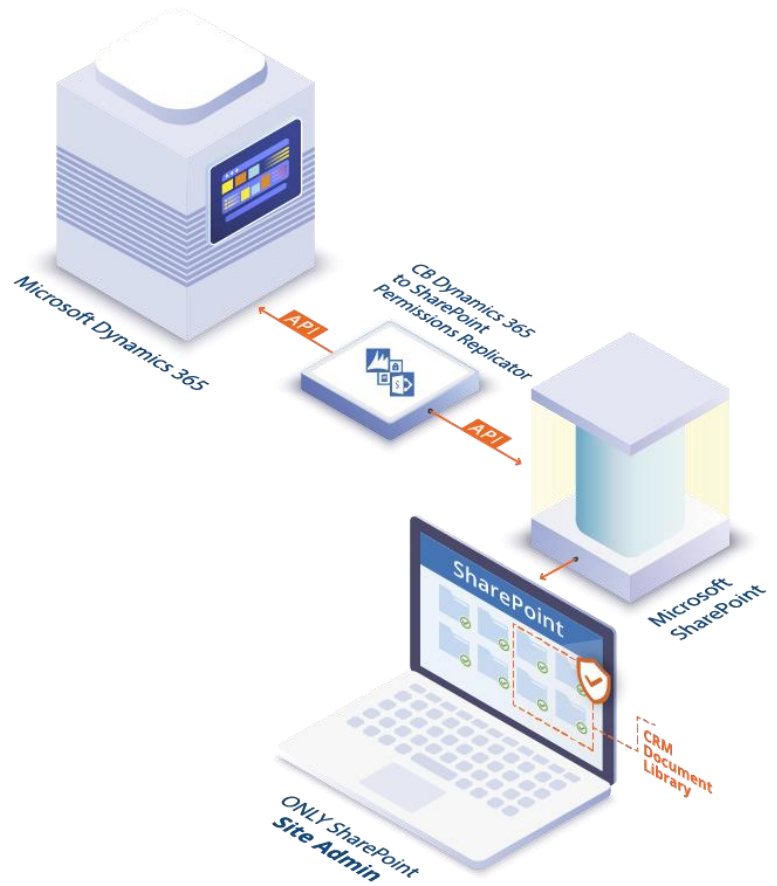 Microsoft Dynamics 365
CB Dynamics 365
to SharePoint
Permissions Replicator
API
API
Microsoft
SharePoint
SharePoint
CRM
Document
Library
ONLY SharePoint
Site Admin